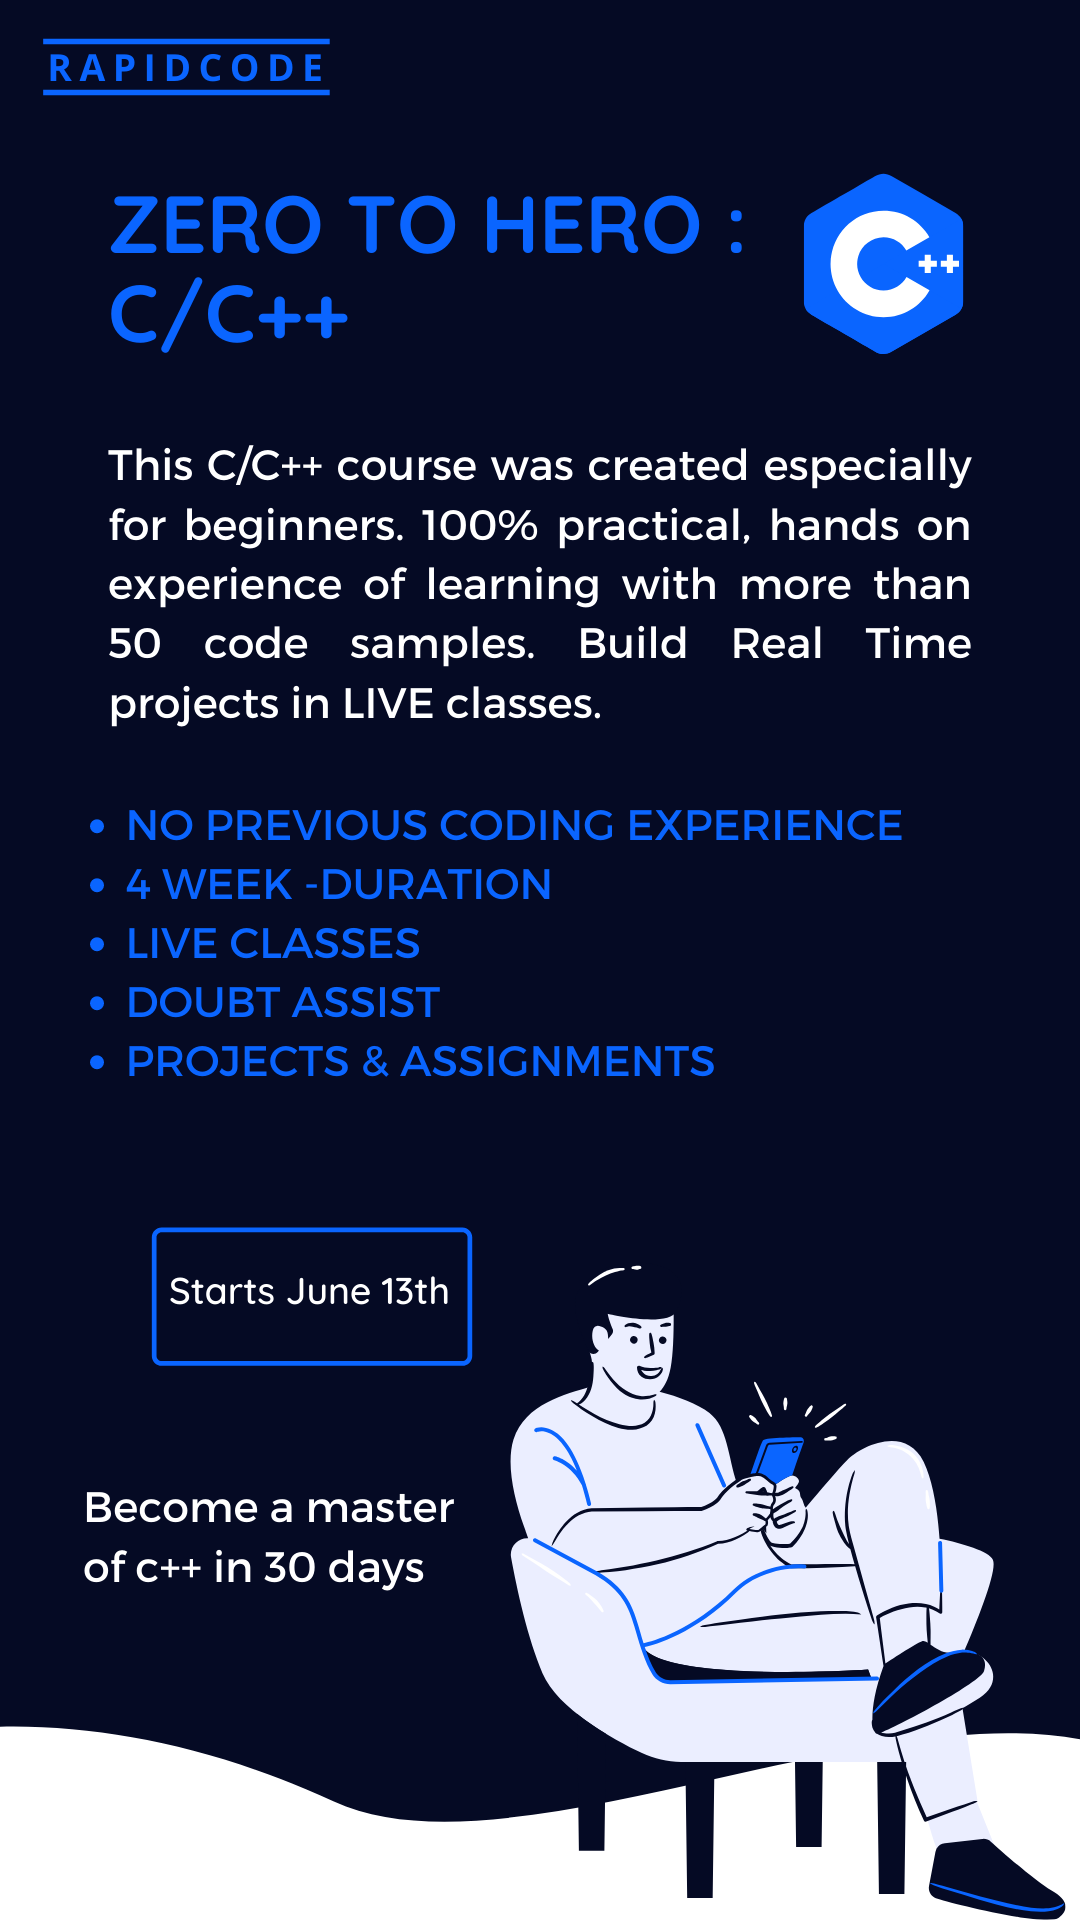 RAPIDCODE
ZERO TO HERO :
C/C++
C++
This C/C++ course was created especially
for beginners. 100% practical, hands on
experience of learning with more than
50 code samples. Build Real Time
projects in LIVE classes.
• NO PREVIOUS CODING EXPERIENCE
• 4 WEEK -DURATION
• LIVE CLASSES
• DOUBT ASSIST
• PROJECTS & ASSIGNMENTS
Starts June 13th
Become a master
of c++ in 30 days